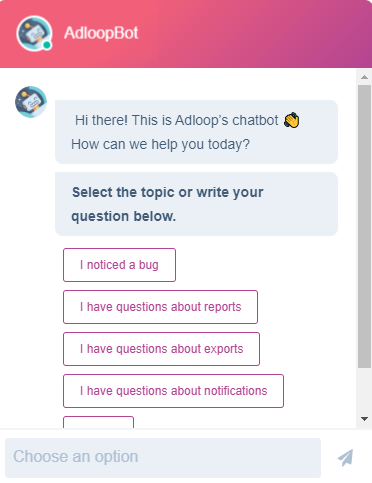 AdloopBot
Hi there! This is Adloop's chatbot 👏
How can we help you today?
Select the topic or write your
question below.
I noticed a bug
I have questions about reports
I have questions about exports
I have questions about notifications
Choose an option